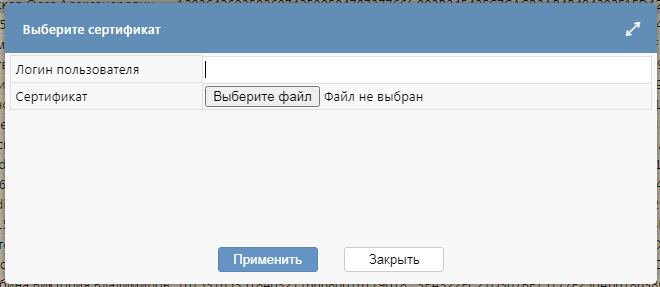 Выберите сертификат
Логин пользователя
Сертификат Выберите файл Файл не выбран
Применить Закрыть